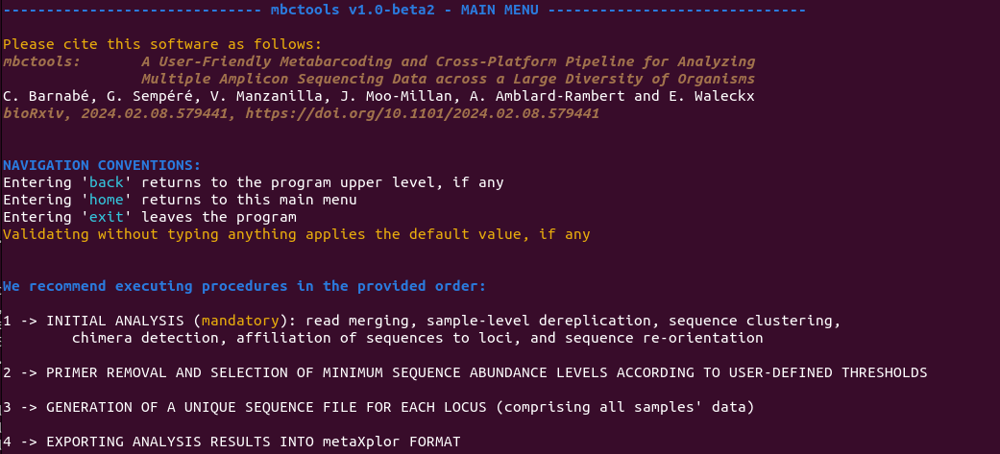 ------------------------------ mbctools v1.0-beta2 - MAIN MENU ------------------------------
Please cite this software as follows:
mbctools:       A User-Friendly Metabarcoding and Cross-Platform Pipeline for Analyzing
                Multiple Amplicon Sequencing Data across a Large Diversity of Organisms
C. Barnabé, G. Sempéré, V. Manzanilla, J. Moo-Millan, A. Amblard-Rambert and E. Waleckx
bioRxiv, 2024.02.08.579441, https://doi.org/10.1101/2024.02.08.579441
NAVIGATION CONVENTIONS:
Entering 'back' returns to the program upper level, if any
Entering 'home' returns to this main menu
Entering 'exit' leaves the program
Validating without typing anything applies the default value, if any
We recommend executing procedures in the provided order:
1 -> INITIAL ANALYSIS (mandatory): read merging, sample-level dereplication, sequence clustering,
        chimera detection, affiliation of sequences to loci, and sequence re-orientation
2 -> PRIMER REMOVAL AND SELECTION OF MINIMUM SEQUENCE ABUNDANCE LEVELS ACCORDING TO USER-DEFINED THRESHOLDS
3 -> GENERATION OF A UNIQUE SEQUENCE FILE FOR EACH LOCUS (comprising all samples' data)
4 -> EXPORTING ANALYSIS RESULTS INTO metaXplor FORMAT